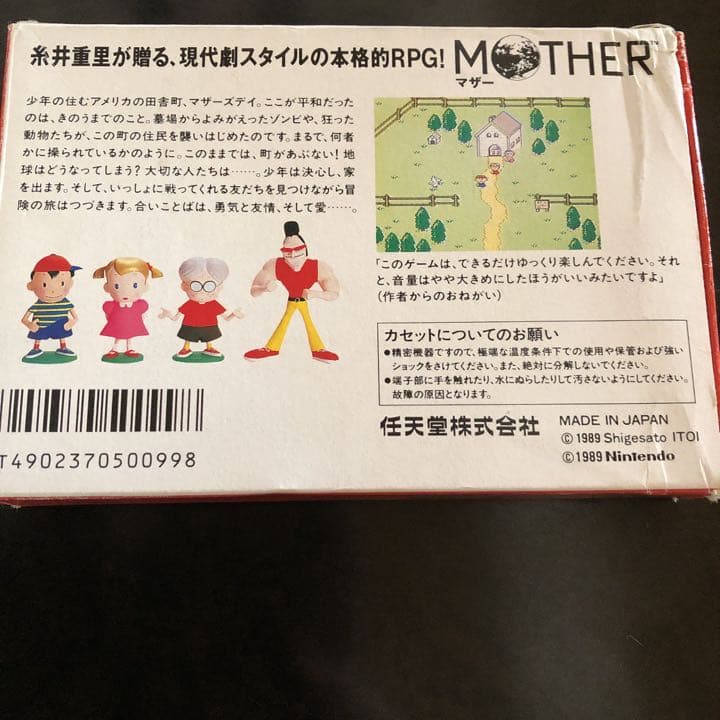 糸井重里が贈る、現代劇スタイルの本格的RPG!
MOTHER™
マザー
少年の住むアメリカの田舎町、マザーズデイ。ここが平和だった
のは、きのうまでのこと。墓場からよみがえったゾンビや、狂った
動物たちが、この町の住民を襲いはじめたのです。まるで、何者
かに操られているかのように。このままでは、町があぶない！地
球はどうなってしまう？大切な人たちは……。少年は決心し、家
を出ます。そして、いっしょに戦ってくれる友だちを見つけながら冒
険の旅はつづきます。合いことばは、勇気と友情、そして愛……。
「このゲームは、できるだけゆっくり楽しんでください。それ
と、音量はやや大きめにしたほうがいいみたいですよ」
（作者からのおねがい）
カセットについてのお願い
●精密機器ですので、極端な温度条件下での使用や保管および強い
ショックをさけてください。また、絶対に分解しないでください。
●端子部に手を触れたり、水にぬらしたりして汚さないようにしてください。
故障の原因となります。
任天堂株式会社
MADE IN JAPAN
©1989 Shigesato ITOI
©1989 Nintendo
T4902370500998